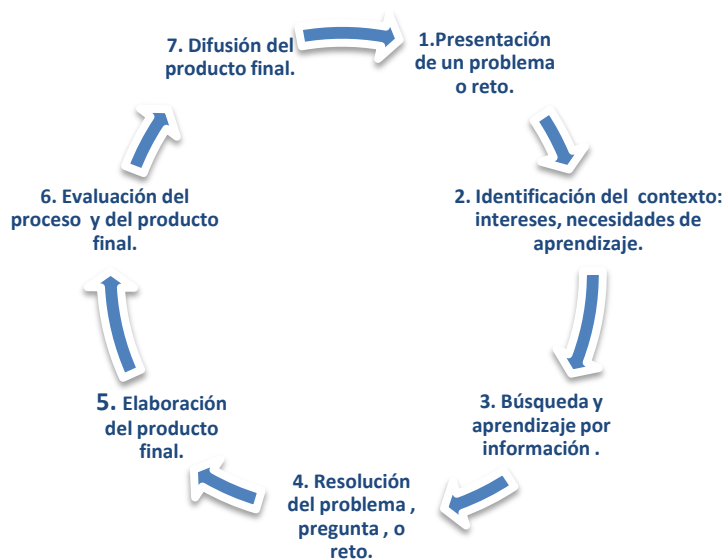 1.Presentación
de un problema
o reto.
2. Identificación del contexto:
intereses, necesidades de
aprendizaje.
3. Búsqueda y
aprendizaje por
información .
4. Resolución
del problema ,
pregunta , o
reto.
5. Elaboración
del producto
final.
6. Evaluación del
proceso y del producto
final.
7. Difusión del
producto final.